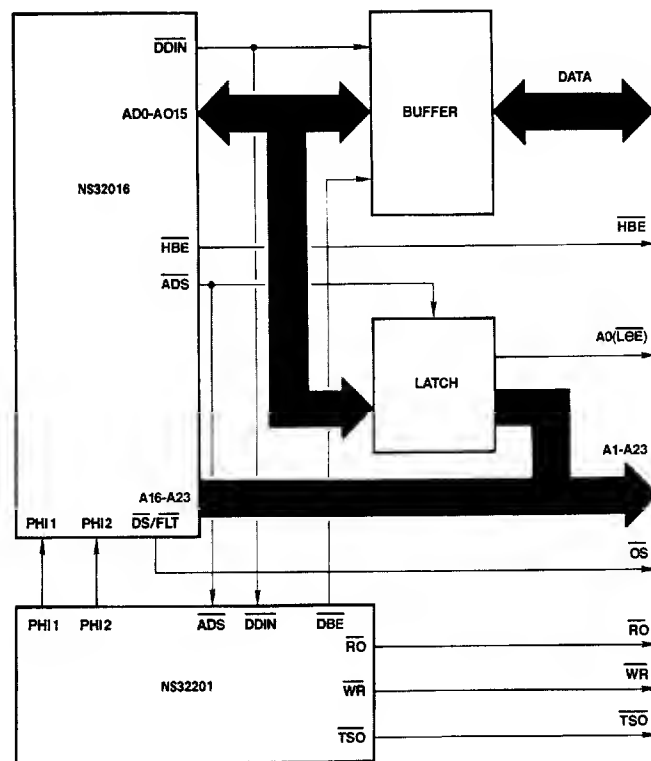 DDIN
AD0-AO15
BUFFER
DATA
NS32016
HBE
HBE
ADS
A0(LBE)
LATCH
A1-A23
A16-A23
PHI1 PHI2 DS/FLT
OS
PHI1 PHI2 ADS DDIN DBE
RO
RO
NS32201
WR
WR
TSO
TSO